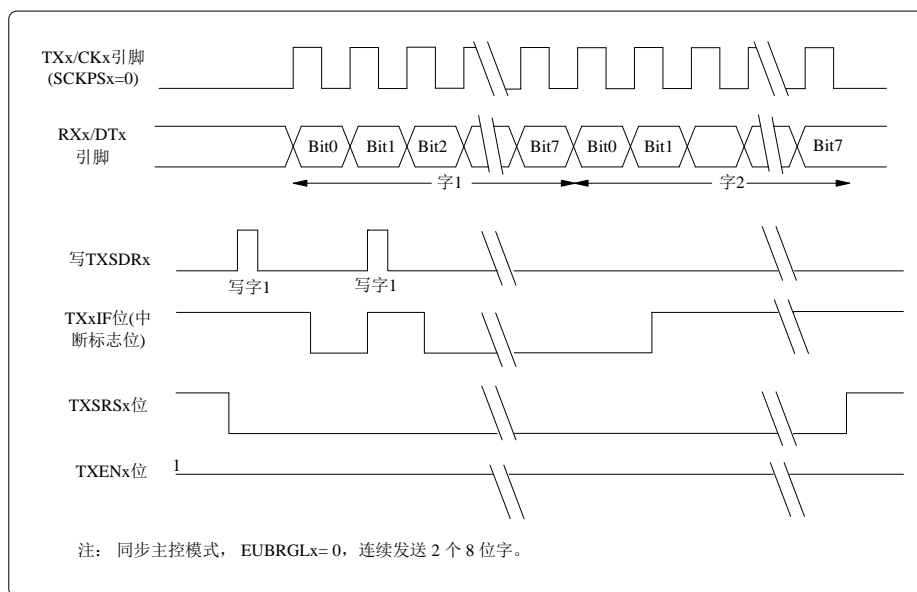 TXx/CKx引脚
(SCKPSx=0)
RXx/DTx
引脚
Bit0
Bit1
Bit2
Bit7
Bit0
Bit1
Bit7
字1
字2
写TXSDRx
写字1
写字1
TXxIF位(中
断标志位)
TXSRSx位
TXENx位
1
注： 同步主控模式， EUBRGLx= 0，连续发送 2 个 8 位字。